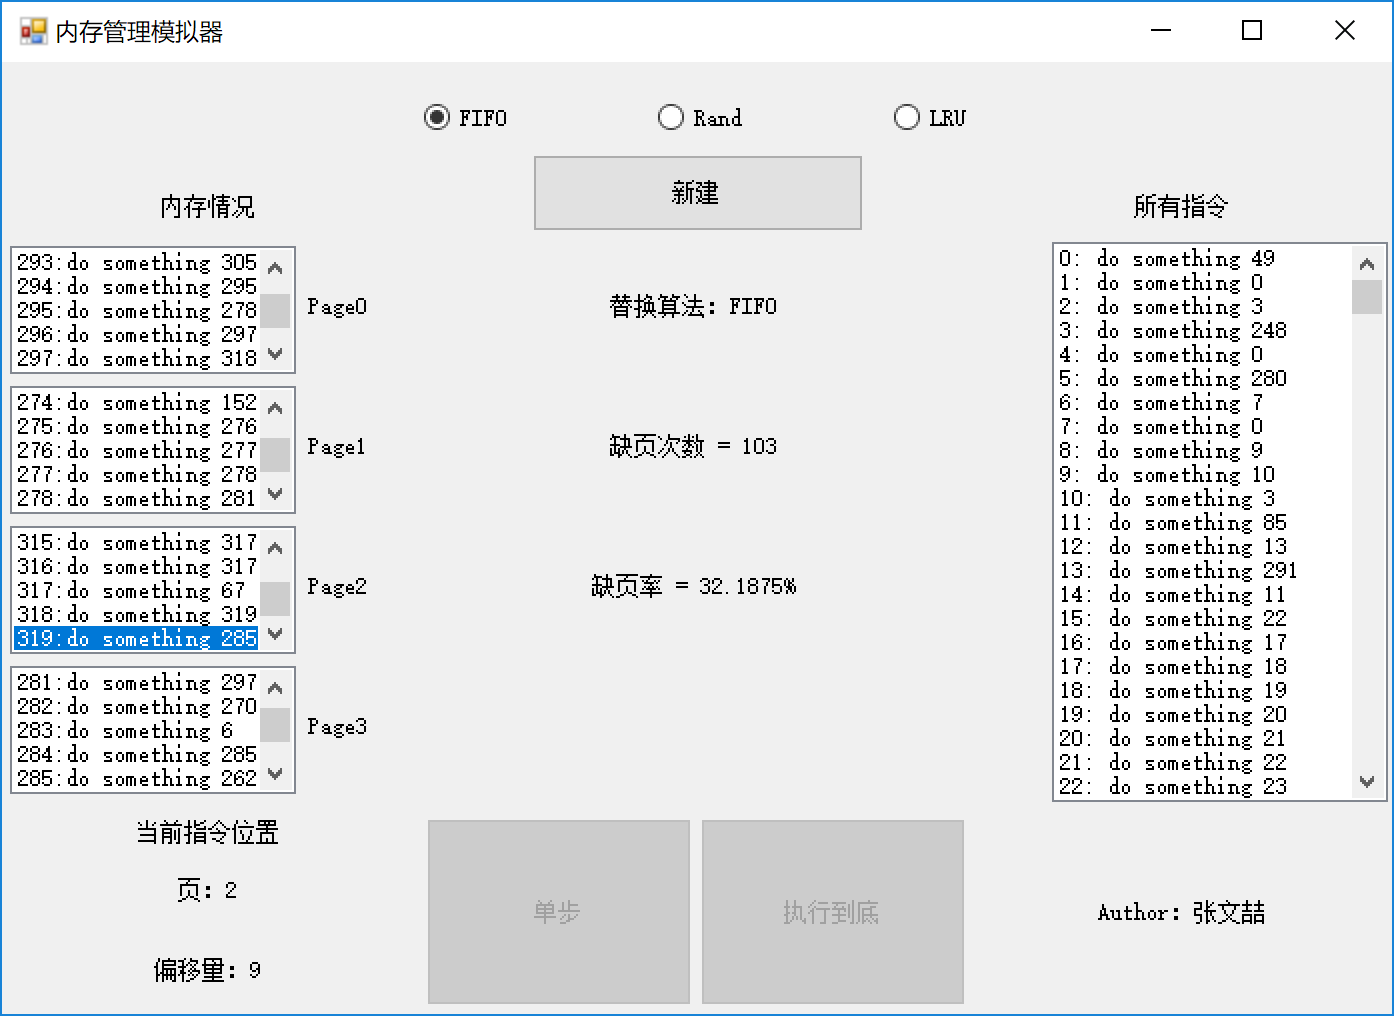 内存管理模拟器
FIFO
Rand
LRU
新建
内存情况
所有指令
293:do something 305
294:do something 295
295:do something 278
296:do something 297
297:do something 318
Page0
274:do something 152
275:do something 276
276:do something 277
277:do something 278
278:do something 281
Page1
315:do something 317
316:do something 317
317:do something 67
318:do something 319
319:do something 285
Page2
281:do something 297
282:do something 270
283:do something 6
284:do something 285
285:do something 262
Page3
替换算法: FIFO
缺页次数 = 103
缺页率 = 32.1875%
0: do something 49
1: do something 0
2: do something 3
3: do something 248
4: do something 0
5: do something 280
6: do something 7
7: do something 0
8: do something 9
9: do something 10
10: do something 3
11: do something 85
12: do something 13
13: do something 291
14: do something 11
15: do something 22
16: do something 17
17: do something 18
18: do something 19
19: do something 20
20: do something 21
21: do something 22
22: do something 23
当前指令位置
页: 2
偏移量: 9
单步
执行到底
Author: 张文喆